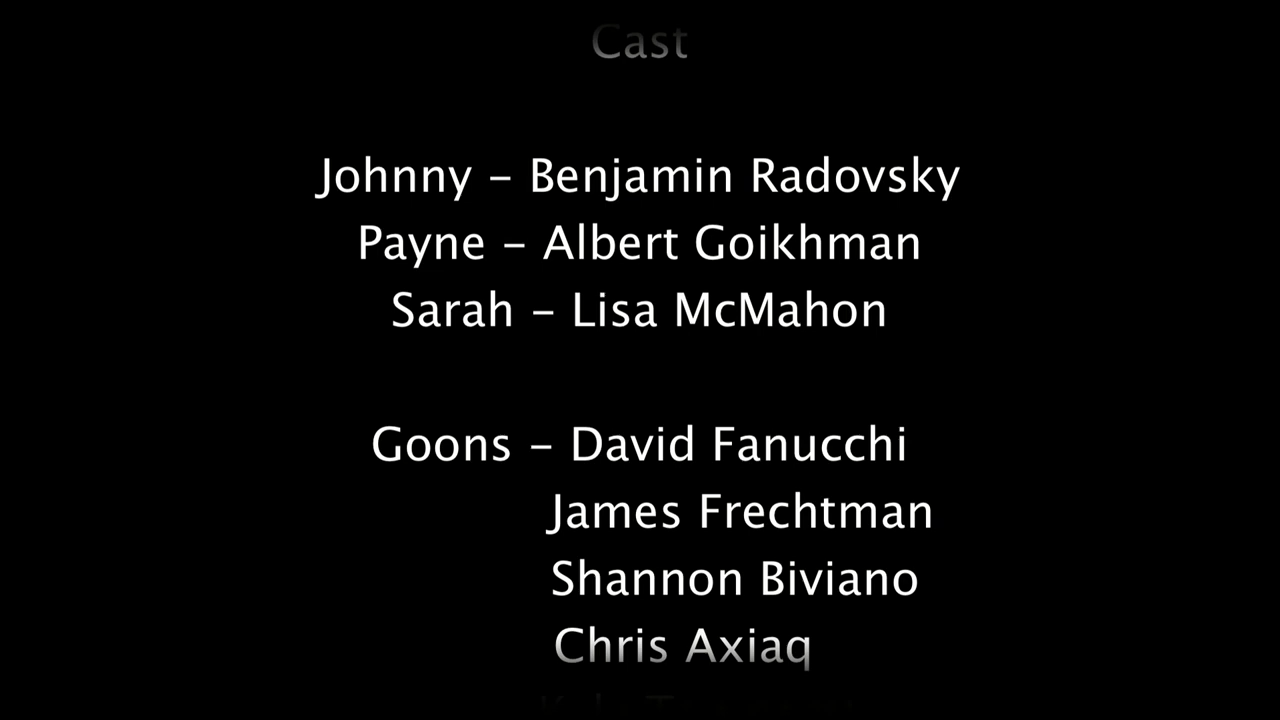 Cast
Johnny – Benjamin Radovsky
Payne – Albert Goikhman
Sarah – Lisa McMahon
Goons – David Fanucchi
James Frechtman
Shannon Biviano
Chris Axiaq